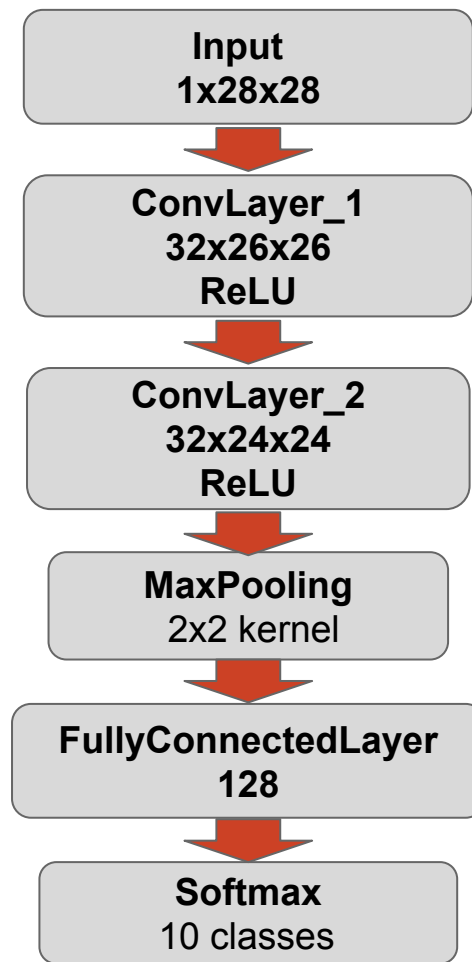 Input
1x28x28
ConvLayer_1
32x26x26
ReLU
ConvLayer_2
32x24x24
ReLU
MaxPooling
2x2 kernel
FullyConnectedLayer
128
Softmax
10 classes